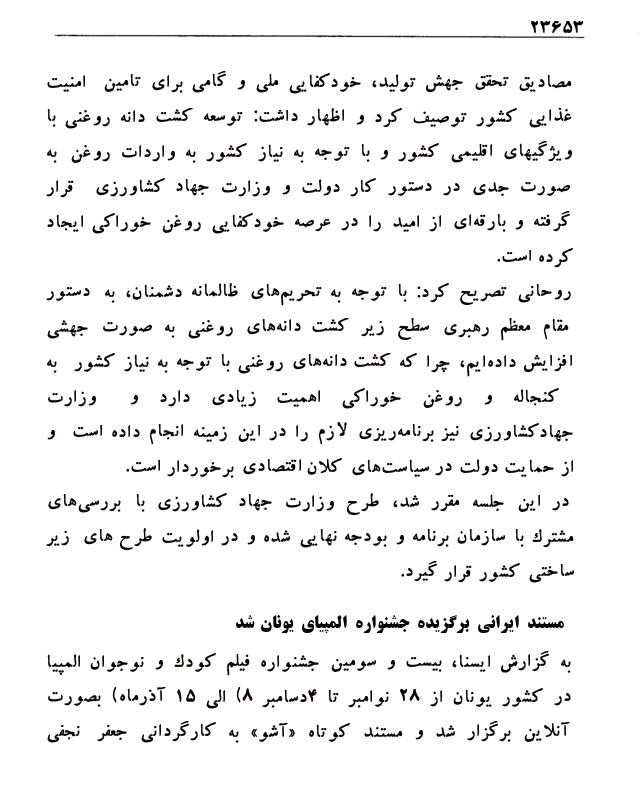 ۲۳۶۵۳
مصادیق تحقق جهش تولید، خودکفایی ملی و گامی برای تامین امنیت
غذایی کشور توصیف کرد و اظهار داشت: توسعه کشت دانه روغنی با
ویژگیهای اقلیمی کشور و با توجه به نیاز کشور به واردات روغن به
صورت جدی در دستور کار دولت و وزارت جهاد کشاورزی قرار
گرفته و بارقه‌ای از امید را در عرصه خودکفایی روغن خوراکی ایجاد
کرده است.
روحانی تصریح کرد: با توجه به تحریم‌های ظالمانه دشمنان، به دستور
مقام معظم رهبری سطح زیر کشت دانه‌های روغنی به صورت جهشی
افزایش داده‌ایم، چرا که کشت دانه‌های روغنی با توجه به نیاز کشور به
کنجاله و روغن خوراکی اهمیت زیادی دارد و وزارت
جهادکشاورزی نیز برنامه‌ریزی لازم را در این زمینه انجام داده است و
از حمایت دولت در سیاست‌های کلان اقتصادی برخوردار است.
در این جلسه مقرر شد، طرح وزارت جهاد کشاورزی با بررسی‌های
مشترك با سازمان برنامه و بودجه نهایی شده و در اولویت طرح های زیر
ساختی کشور قرار گیرد.
مستند ایرانی برگزیده جشنواره المپیای یونان شد
به گزارش ایسنا، بیست و سومین جشنواره فیلم کودك و نوجوان المپیا
در کشور یونان از ۲۸ نوامبر تا ۴دسامبر ۸) الی ۱۵ آذرماه) بصورت
آنلاین برگزار شد و مستند کوتاه «آشو» به کارگردانی جعفر نجفی